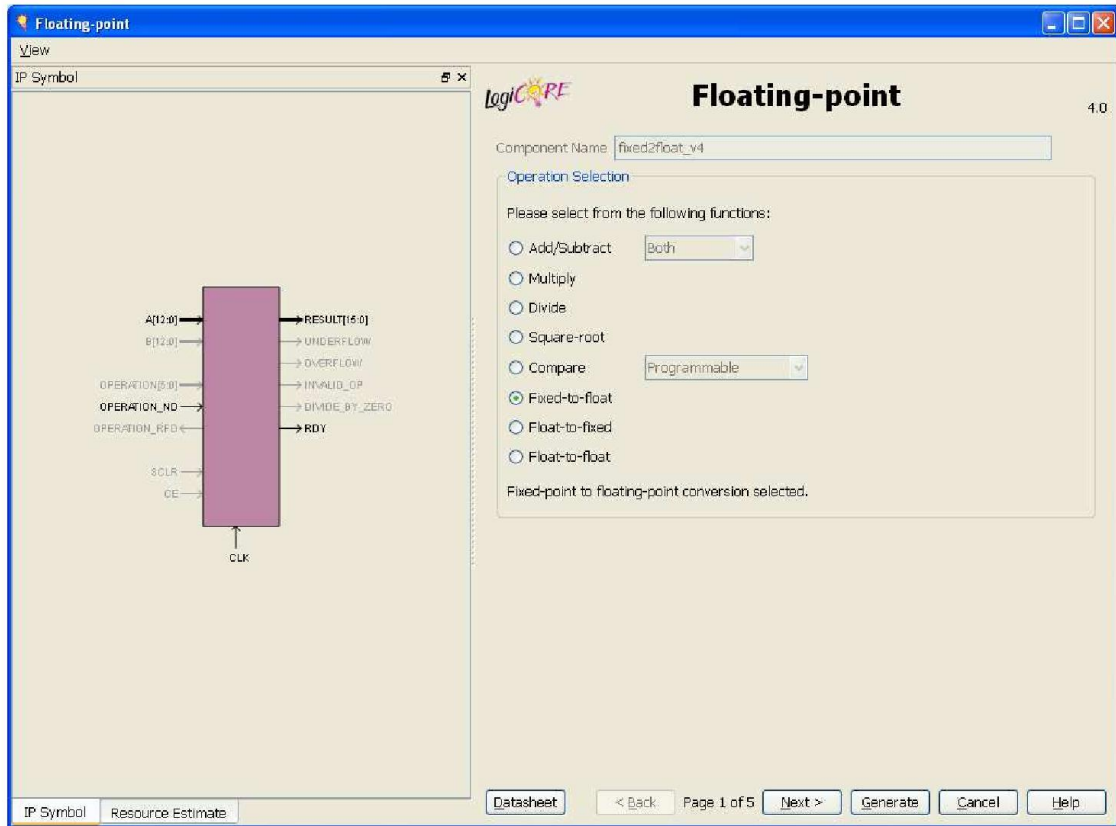 Floating-point
View
IP Symbol
A[12:0]
B[12:0]
OPERATION[5:0]
OPERATION_ND
OPERATION_RFD
SCLR
CE
CLK
RESULT[15:0]
UNDERFLOW
OVERFLOW
INVALID_OP
DIVIDE_BY_ZERO
RDY
IP Symbol
Resource Estimate
LogiCORE
Floating-point
4.0
Component Name fixed2float_v4
Operation Selection
Please select from the following functions:
Add/Subtract Both
Multiply
Divide
Square-root
Compare Programmable
Fixed-to-float
Float-to-fixed
Float-to-float
Fixed-point to floating-point conversion selected.
Datasheet < Back Page 1 of 5 Next > Generate Cancel Help